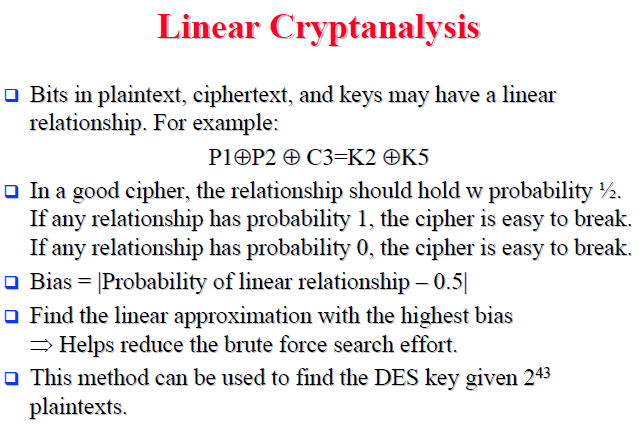 Linear Cryptanalysis
Bits in plaintext, ciphertext, and keys may have a linear
relationship. For example:
P1⊕P2 ⊕ C3=K2 ⊕K5
In a good cipher, the relationship should hold w probability ½.
If any relationship has probability 1, the cipher is easy to break.
If any relationship has probability 0, the cipher is easy to break.
Bias = |Probability of linear relationship – 0.5|
Find the linear approximation with the highest bias
⇒ Helps reduce the brute force search effort.
This method can be used to find the DES key given 2⁴³
plaintexts.